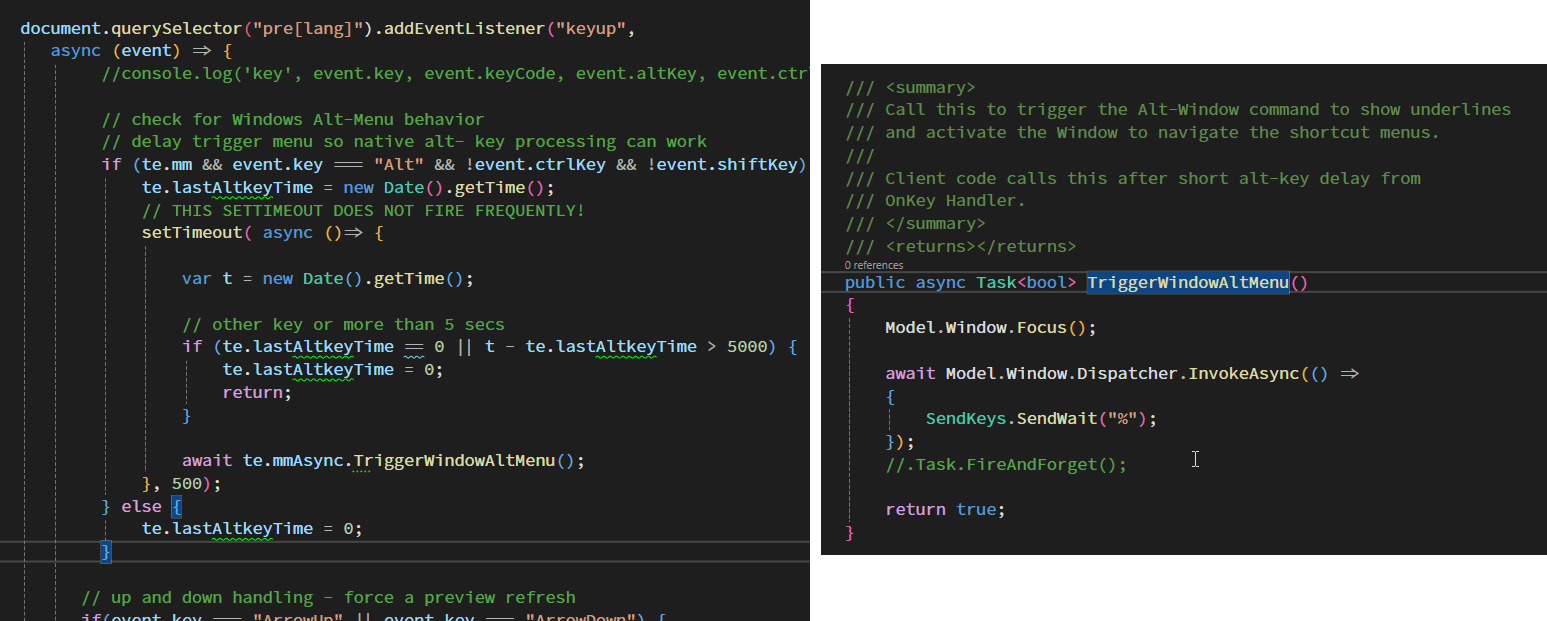 document.querySelector("pre[lang]").addEventListener("keyup",
async (event) => {
//console.log('key', event.key, event.keyCode, event.altKey, event.ctr
// check for Windows Alt-Menu behavior
// delay trigger menu so native alt- key processing can work
if (te.mm && event.key === "Alt" && !event.ctrlKey && !event.shiftKey)
te.lastAltkeyTime = new Date().getTime();
// THIS SETTIMEOUT DOES NOT FIRE FREQUENTLY!
setTimeout( async ()=> {
var t = new Date().getTime();
// other key or more than 5 secs
if (te.lastAltkeyTime == 0 || t - te.lastAltkeyTime > 5000) {
te.lastAltkeyTime = 0;
return;
}
await te.mmAsync.TriggerWindowAltMenu();
}, 500);
} else {
te.lastAltkeyTime = 0;
}
// up and down handling - force a preview refresh
if(event.key === "ArrowUp" || event.key === "ArrowDown") {
/// <summary>
/// Call this to trigger the Alt-Window command to show underlines
/// and activate the Window to navigate the shortcut menus.
///
/// Client code calls this after short alt-key delay from
/// OnKey Handler.
/// </summary>
/// <returns></returns>
0 references
public async Task<bool> TriggerWindowAltMenu()
{
Model.Window.Focus();
await Model.Window.Dispatcher.InvokeAsync(() =>
{
SendKeys.SendWait("%");
});
//.Task.FireAndForget();
return true;
}